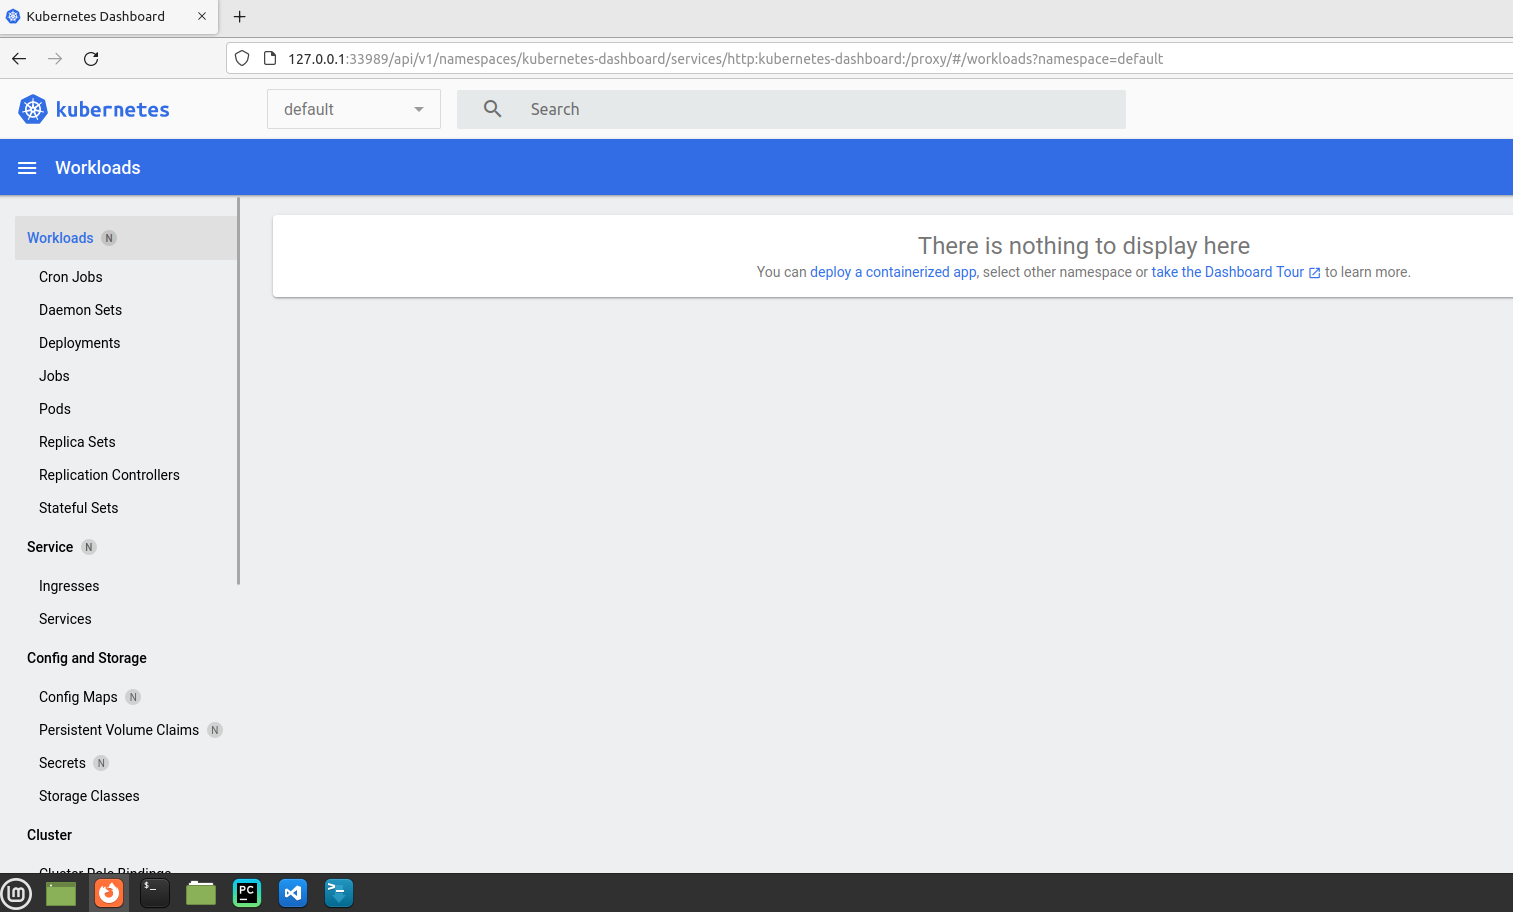 Kubernetes Dashboard
127.0.0.1:33989/api/v1/namespaces/kubernetes-dashboard/services/http:kubernetes-dashboard:/proxy/#/workloads?namespace=default
kubernetes
default
Search
Workloads
Workloads N
Cron Jobs
Daemon Sets
Deployments
Jobs
Pods
Replica Sets
Replication Controllers
Stateful Sets
Service N
Ingresses
Services
Config and Storage
Config Maps N
Persistent Volume Claims N
Secrets N
Storage Classes
Cluster
Cluster Role Bindings
There is nothing to display here
You can deploy a containerized app, select other namespace or take the Dashboard Tour to learn more.
lm
$_
PC
>_